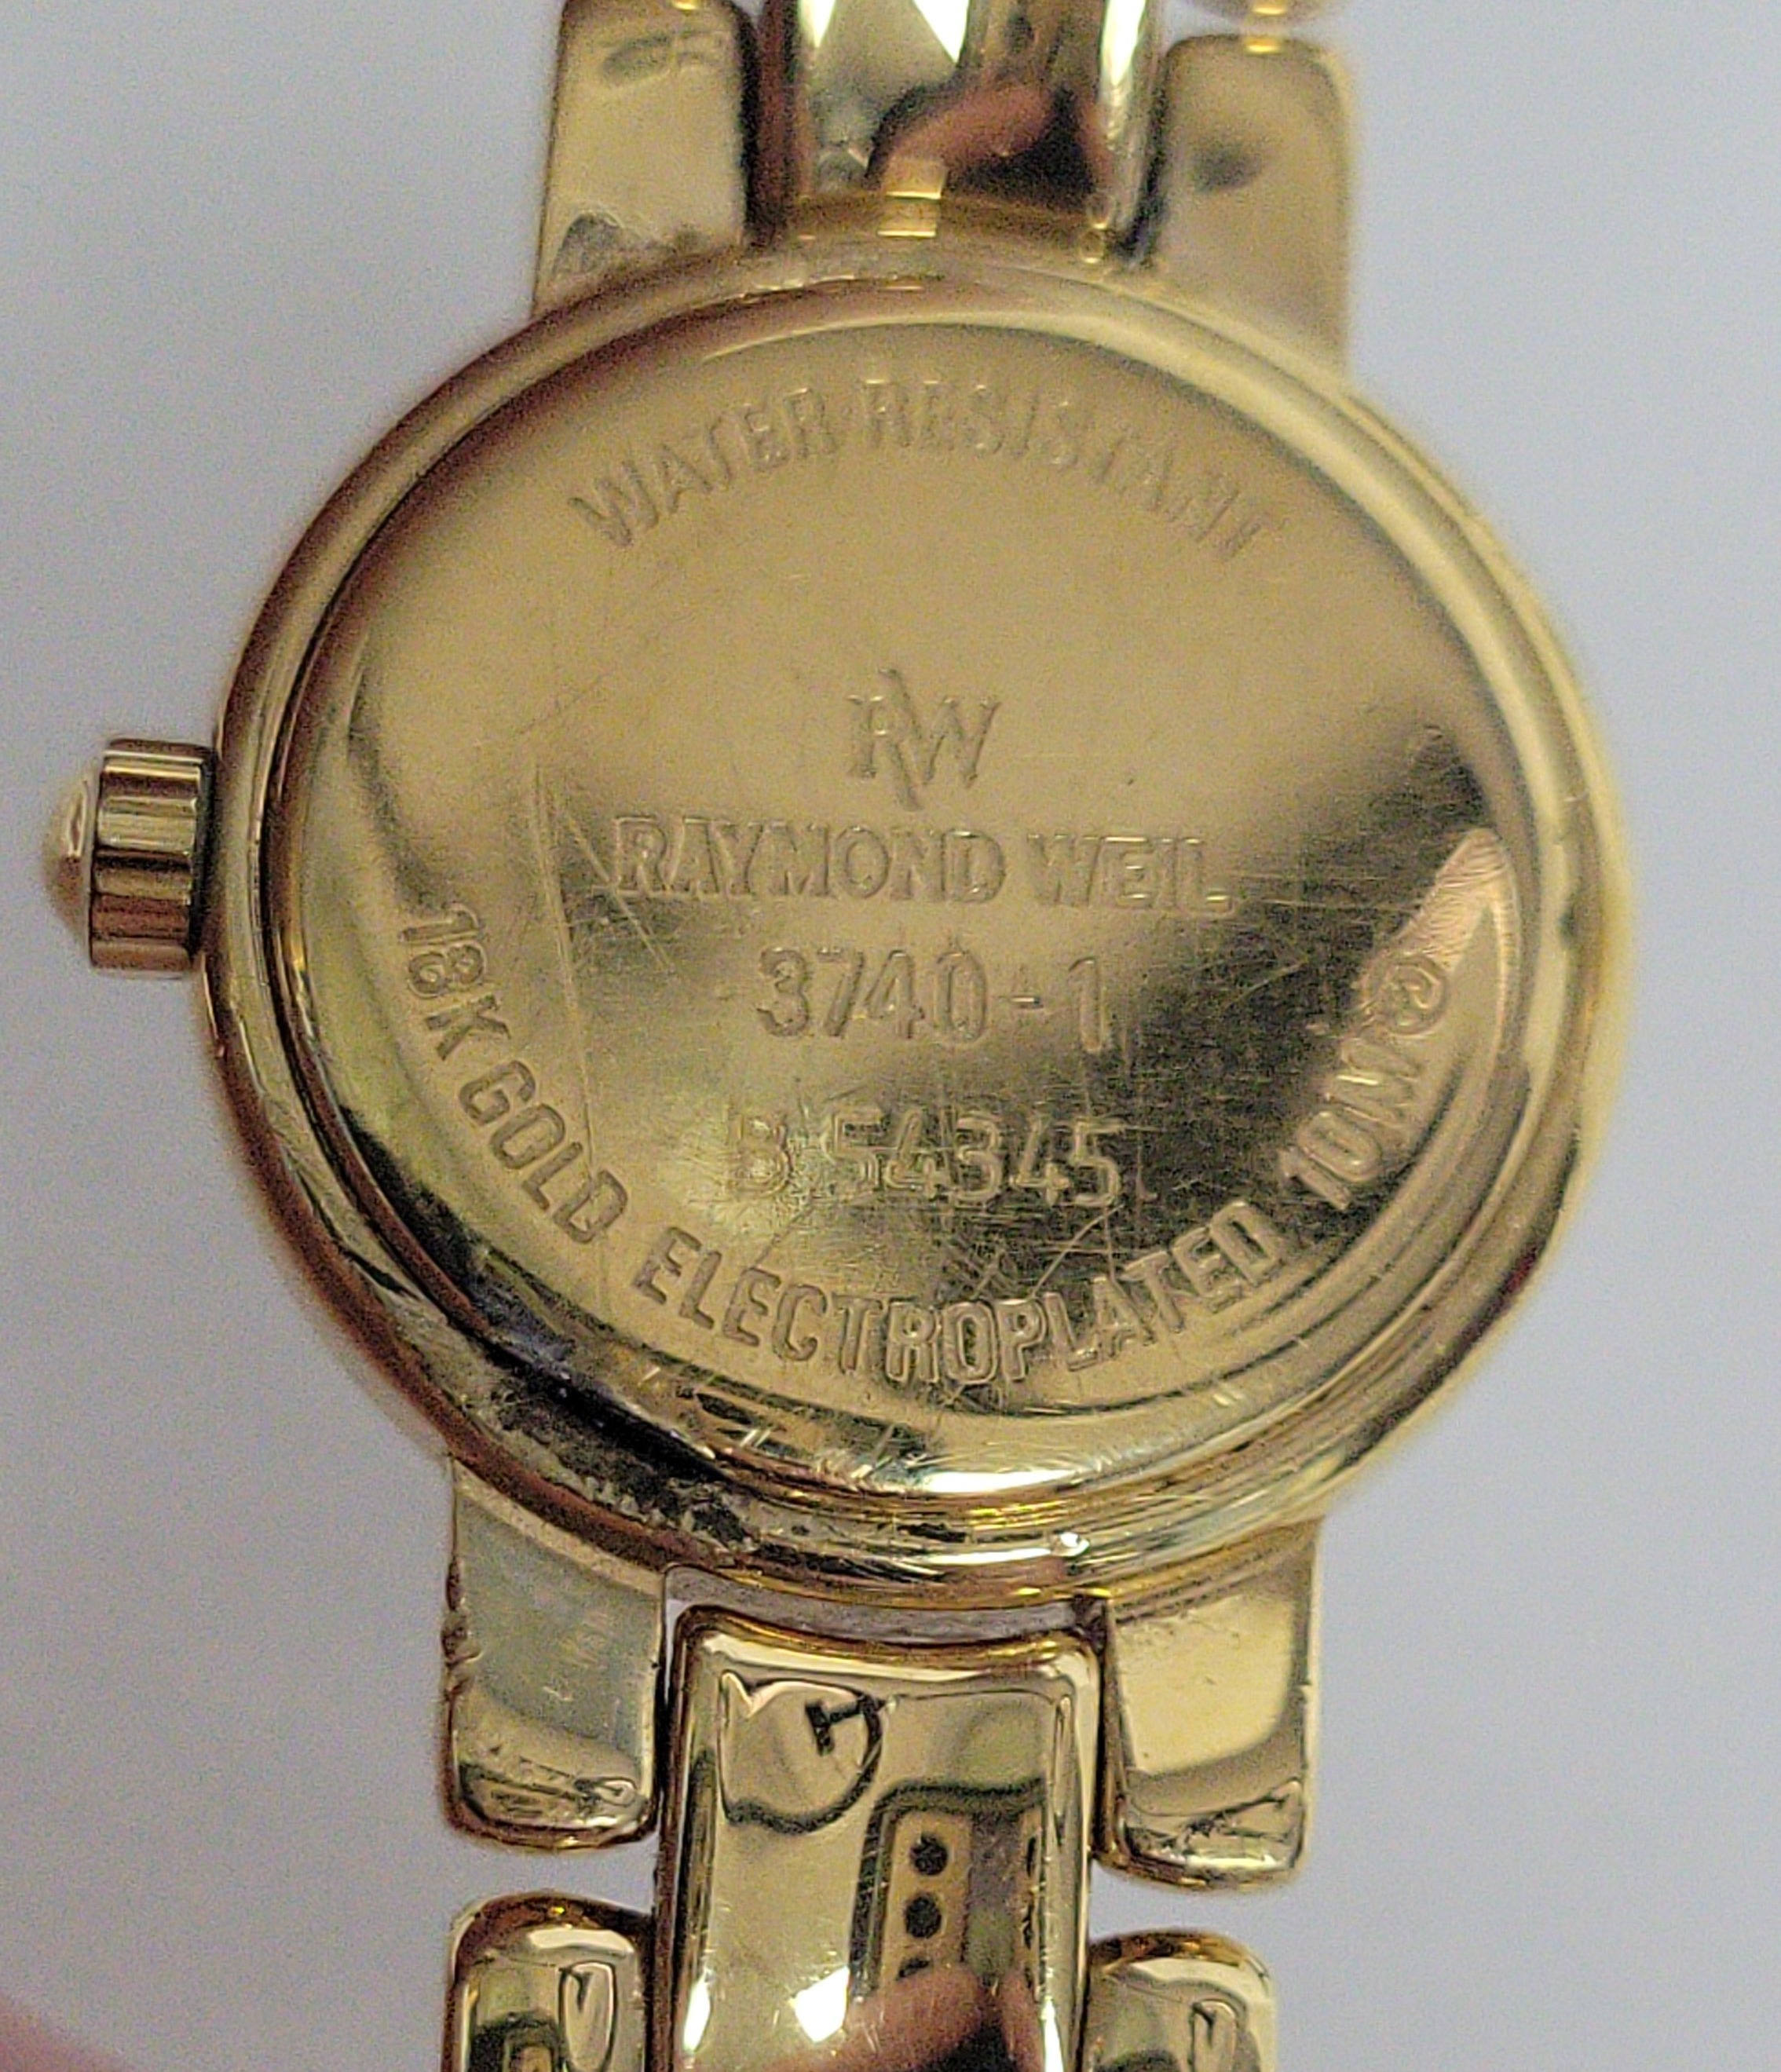 WATER RESISTANT
RW
RAYMOND WEIL
3740-1
B 54345
18K GOLD ELECTROPLATED 10M